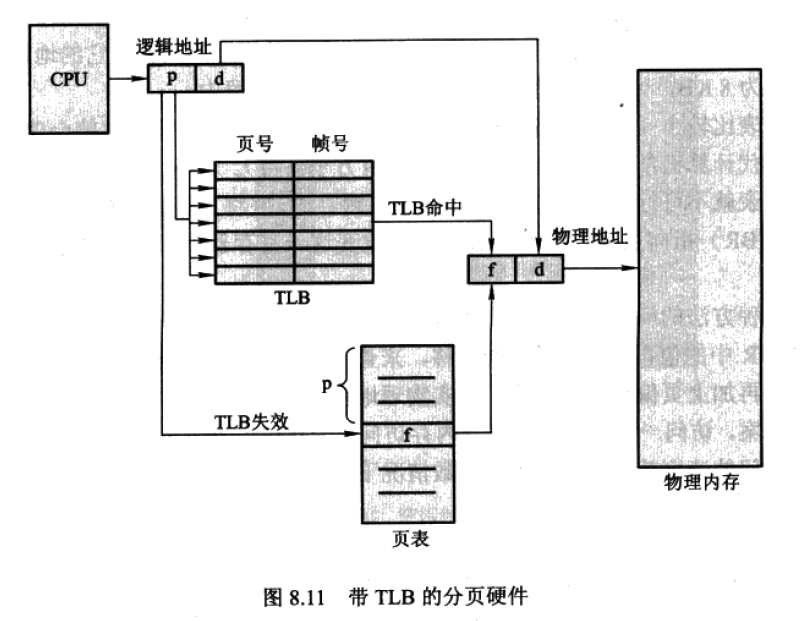 逻辑地址
CPU
p d
页号 帧号
TLB命中
物理地址
f d
TLB
p
TLB失效
f
物理内存
页表
图 8.11 带 TLB 的分页硬件